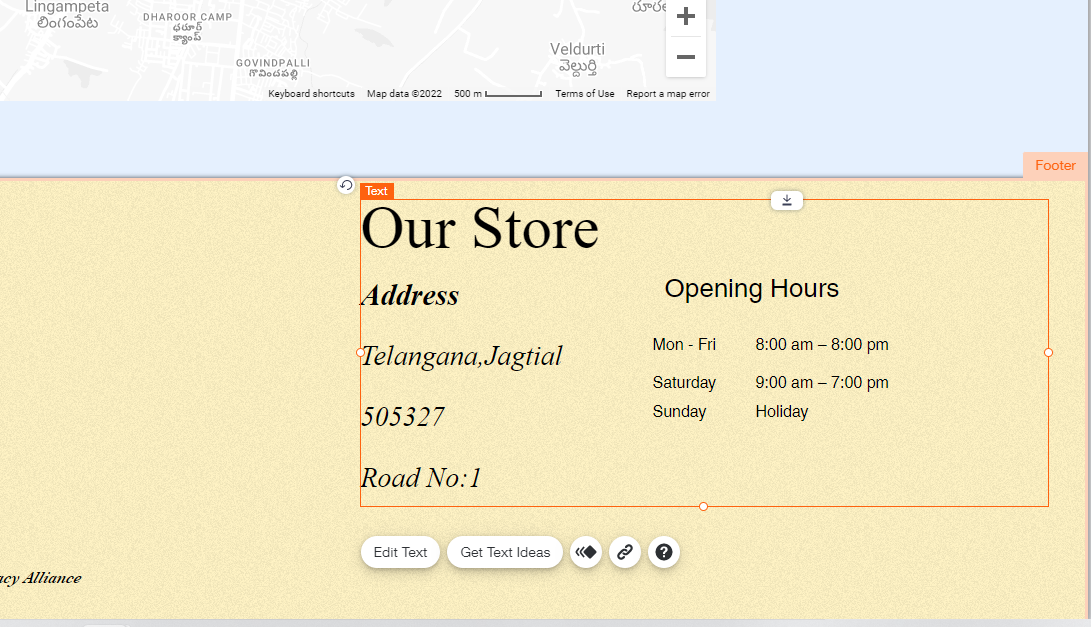 Lingampeta
లింగంపేట
DHAROOR CAMP
ధరూర్
క్యాంప్
GOVINDPALLI
గోవిందపల్లి
Veldurti
వెల్దుర్తి
+
−
Keyboard shortcuts Map data ©2022 500 m Terms of Use Report a map error
Footer
Text
Our Store
Address
Telangana,Jagtial
505327
Road No:1
Opening Hours
Mon - Fri 8:00 am – 8:00 pm
Saturday 9:00 am – 7:00 pm
Sunday Holiday
Edit Text
Get Text Ideas
?
acy Alliance